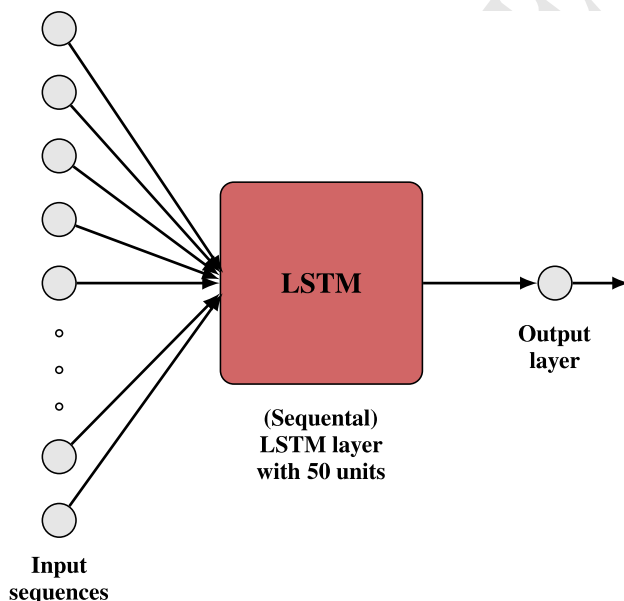 LSTM
Output
layer
(Sequental)
LSTM layer
with 50 units
Input
sequences